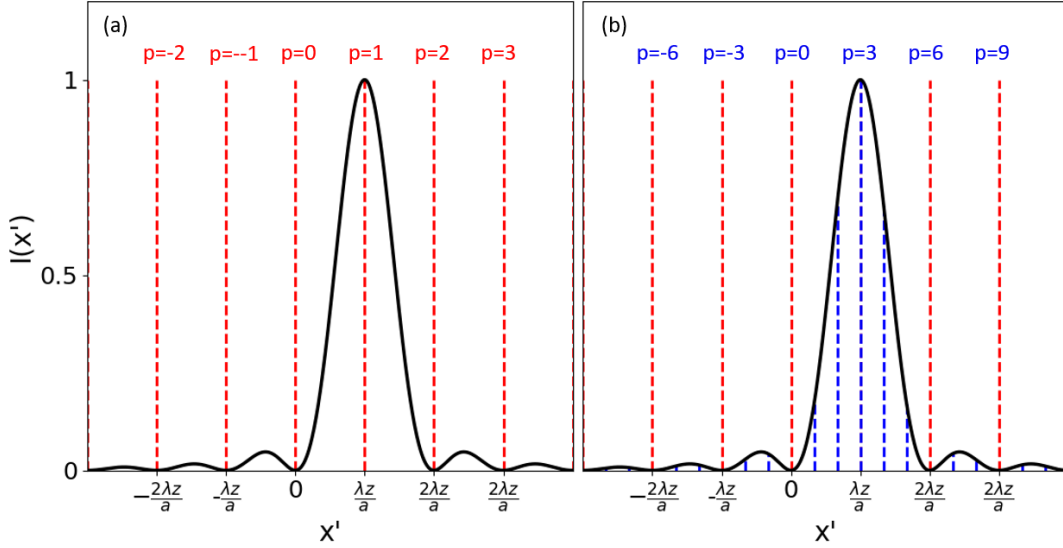 (a)
p=-2 p=--1 p=0 p=1 p=2 p=3
1
0.5
0
I(x')
-2λz/a -λz/a 0 λz/a 2λz/a 2λz/a
x'
(b)
p=-6 p=-3 p=0 p=3 p=6 p=9
-2λz/a -λz/a 0 λz/a 2λz/a 2λz/a
x'